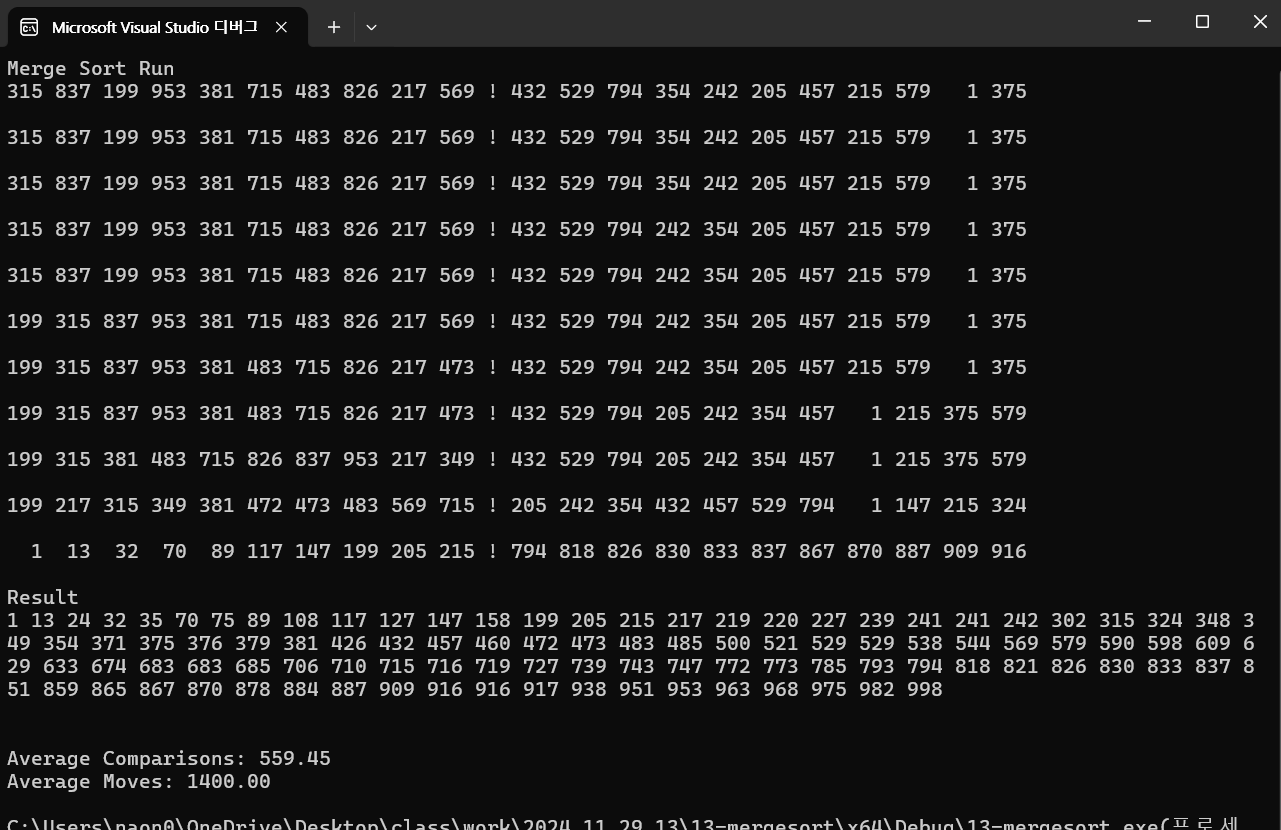 Microsoft Visual Studio 디버그
Merge Sort Run
315 837 199 953 381 715 483 826 217 569 ! 432 529 794 354 242 205 457 215 579   1 375
315 837 199 953 381 715 483 826 217 569 ! 432 529 794 354 242 205 457 215 579   1 375
315 837 199 953 381 715 483 826 217 569 ! 432 529 794 354 242 205 457 215 579   1 375
315 837 199 953 381 715 483 826 217 569 ! 432 529 794 242 354 205 457 215 579   1 375
315 837 199 953 381 715 483 826 217 569 ! 432 529 794 242 354 205 457 215 579   1 375
199 315 837 953 381 715 483 826 217 569 ! 432 529 794 242 354 205 457 215 579   1 375
199 315 837 953 381 483 715 826 217 473 ! 432 529 794 242 354 205 457 215 579   1 375
199 315 837 953 381 483 715 826 217 473 ! 432 529 794 205 242 354 457   1 215 375 579
199 315 381 483 715 826 837 953 217 349 ! 432 529 794 205 242 354 457   1 215 375 579
199 217 315 349 381 472 473 483 569 715 ! 205 242 354 432 457 529 794   1 147 215 324
  1  13  32  70  89 117 147 199 205 215 ! 794 818 826 830 833 837 867 870 887 909 916
Result
1 13 24 32 35 70 75 89 108 117 127 147 158 199 205 215 217 219 220 227 239 241 241 242 302 315 324 348 3
49 354 371 375 376 379 381 426 432 457 460 472 473 483 485 500 521 529 529 538 544 569 579 590 598 609 6
29 633 674 683 683 685 706 710 715 716 719 727 739 743 747 772 773 785 793 794 818 821 826 830 833 837 8
51 859 865 867 870 878 884 887 909 916 916 917 938 951 953 963 968 975 982 998
Average Comparisons: 559.45
Average Moves: 1400.00
C:\Users\naon0\OneDrive\Desktop\class\work\2024.11.29.13\13-mergesort\x64\Debug\13-mergesort.exe(프로세